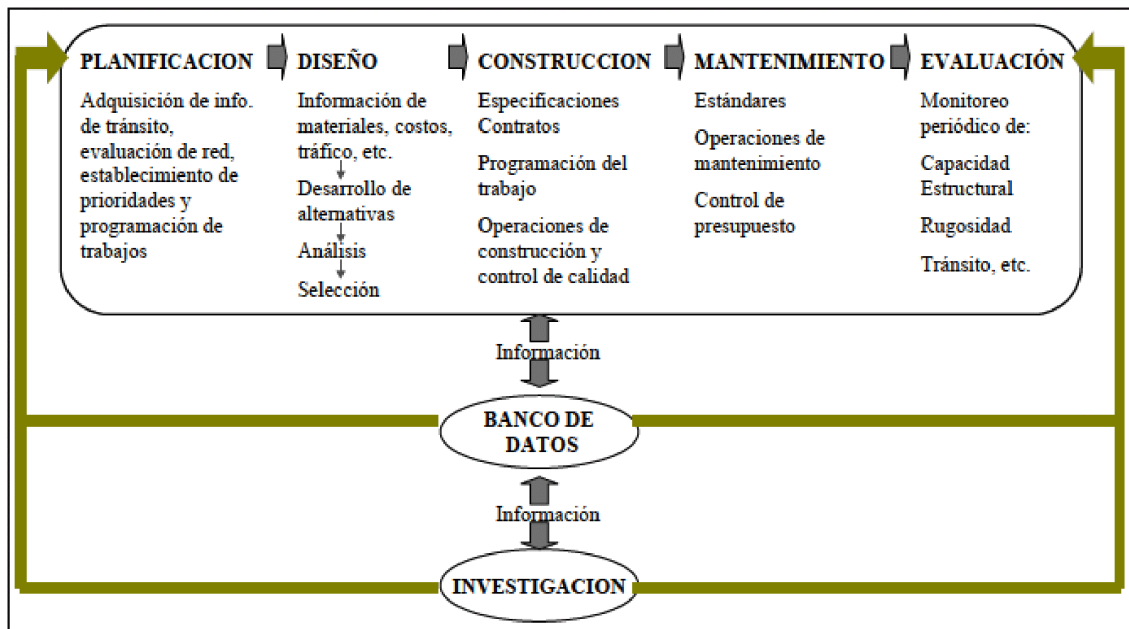 PLANIFICACION
Adquisición de info.
de tránsito,
evaluación de red,
establecimiento de
prioridades y
programación de
trabajos
DISEÑO
Información de
materiales, costos,
tráfico, etc.
Desarrollo de
alternativas
Análisis
Selección
CONSTRUCCION
Especificaciones
Contratos
Programación del
trabajo
Operaciones de
construcción y
control de calidad
MANTENIMIENTO
Estándares
Operaciones de
mantenimiento
Control de
presupuesto
EVALUACIÓN
Monitoreo
periódico de:
Capacidad
Estructural
Rugosidad
Tránsito, etc.
Información
BANCO DE
DATOS
Información
INVESTIGACION